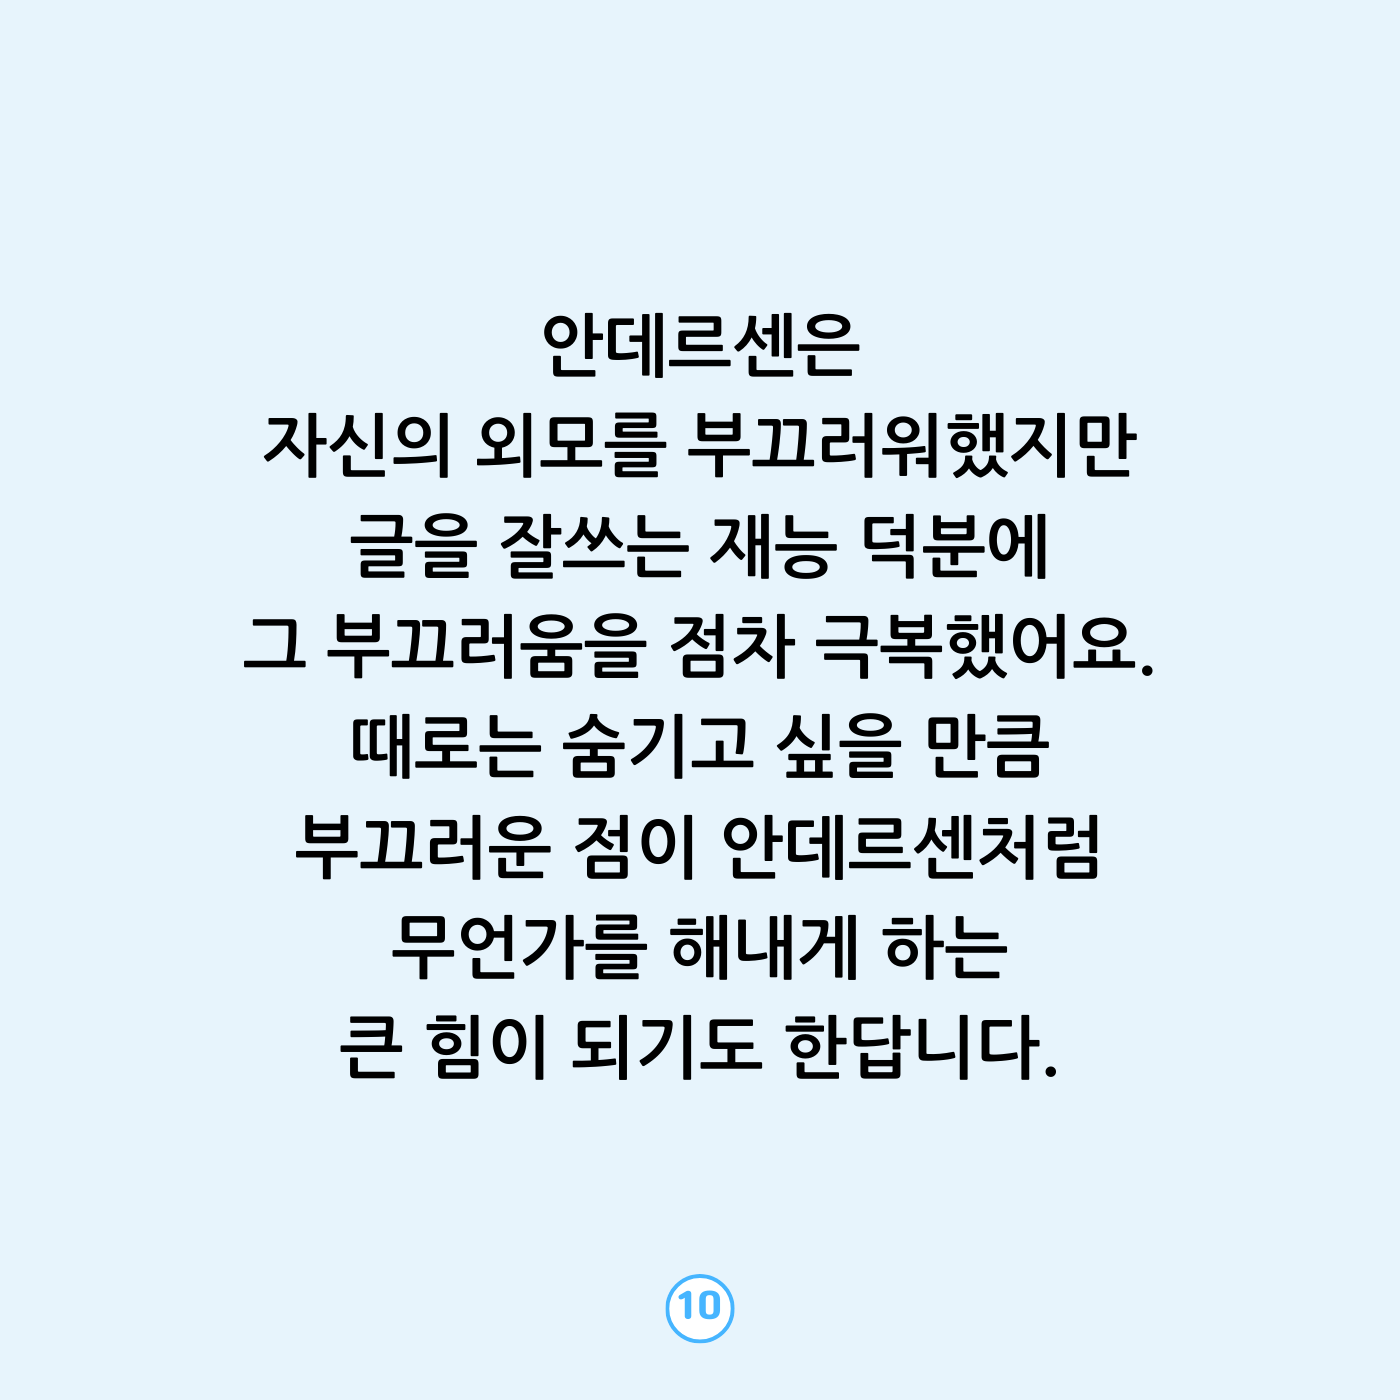 안데르센은
자신의 외모를 부끄러워했지만
글을 잘쓰는 재능 덕분에
그 부끄러움을 점차 극복했어요.
때로는 숨기고 싶을 만큼
부끄러운 점이 안데르센처럼
무언가를 해내게 하는
큰 힘이 되기도 한답니다.
10